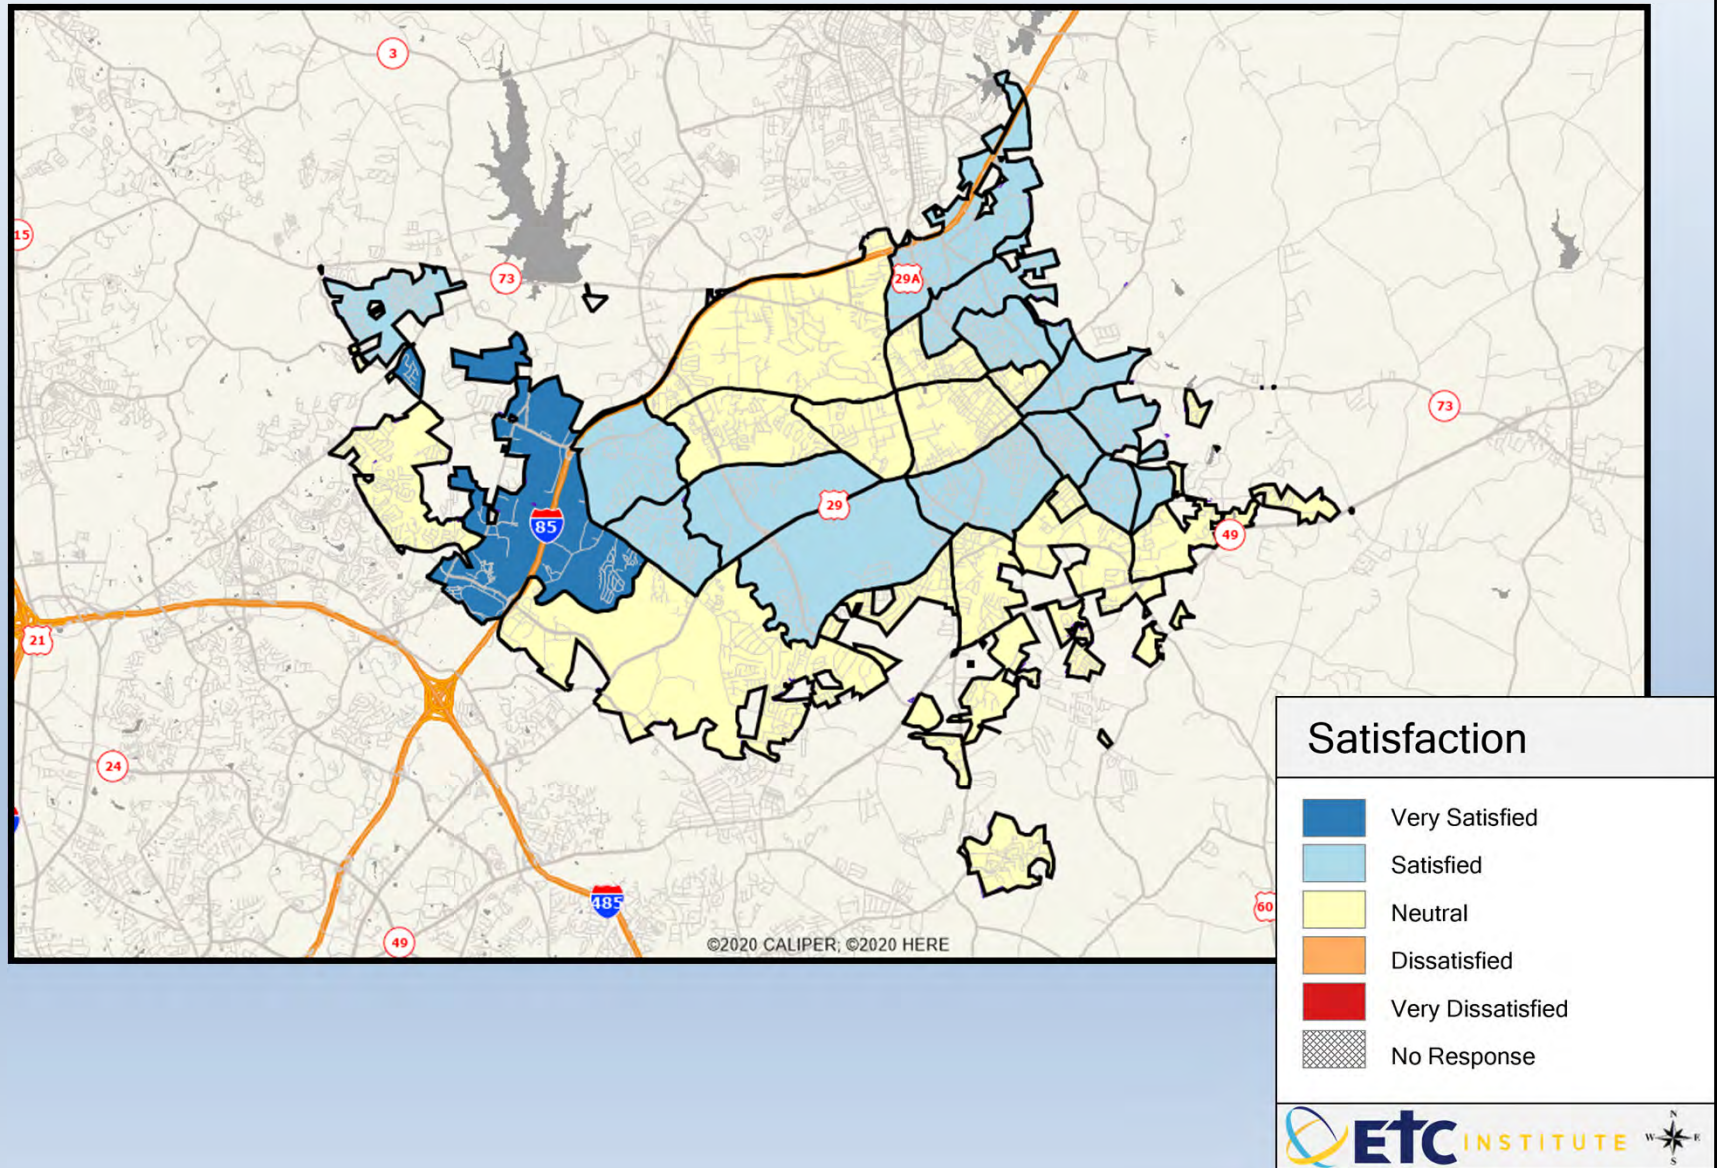 3
15
73
29A
73
29
85
49
21
24
485
60
49
©2020 CALIPER; ©2020 HERE
Satisfaction
Very Satisfied
Satisfied
Neutral
Dissatisfied
Very Dissatisfied
No Response
ETC INSTITUTE
N
W E
S